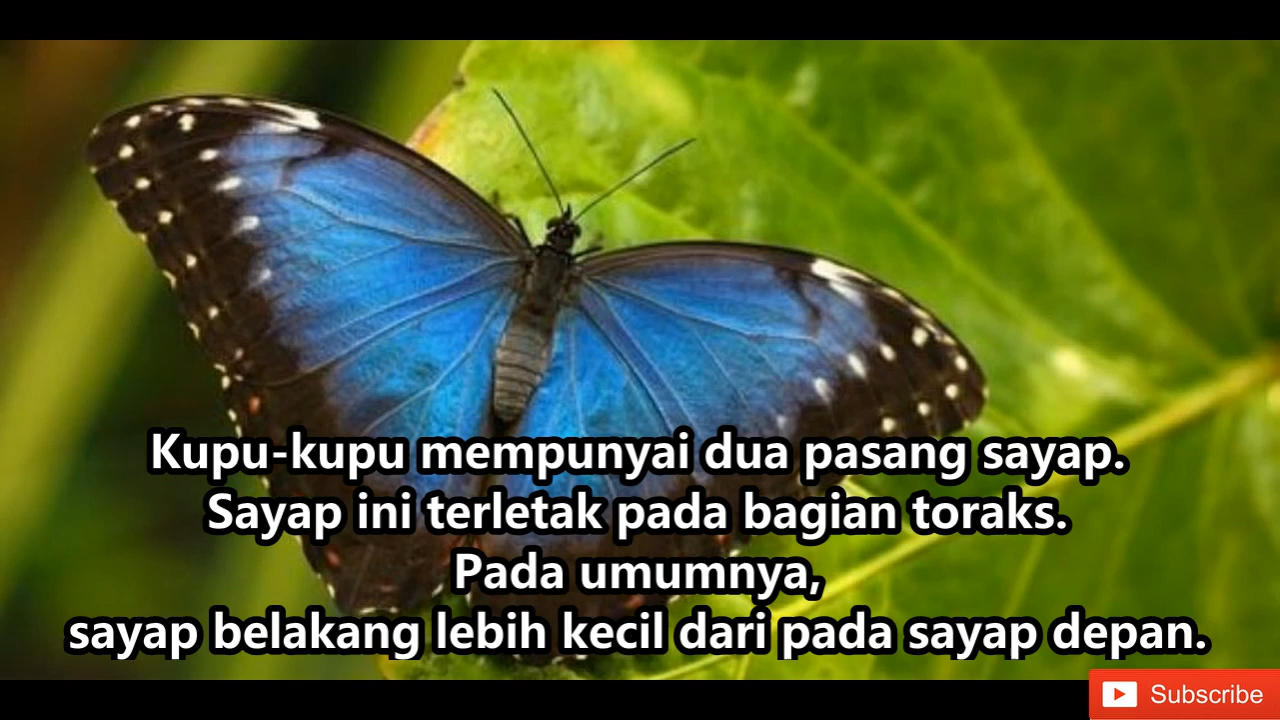 Kupu-kupu mempunyai dua pasang sayap.
Sayap ini terletak pada bagian toraks.
Pada umumnya,
sayap belakang lebih kecil dari pada sayap depan.
Subscribe